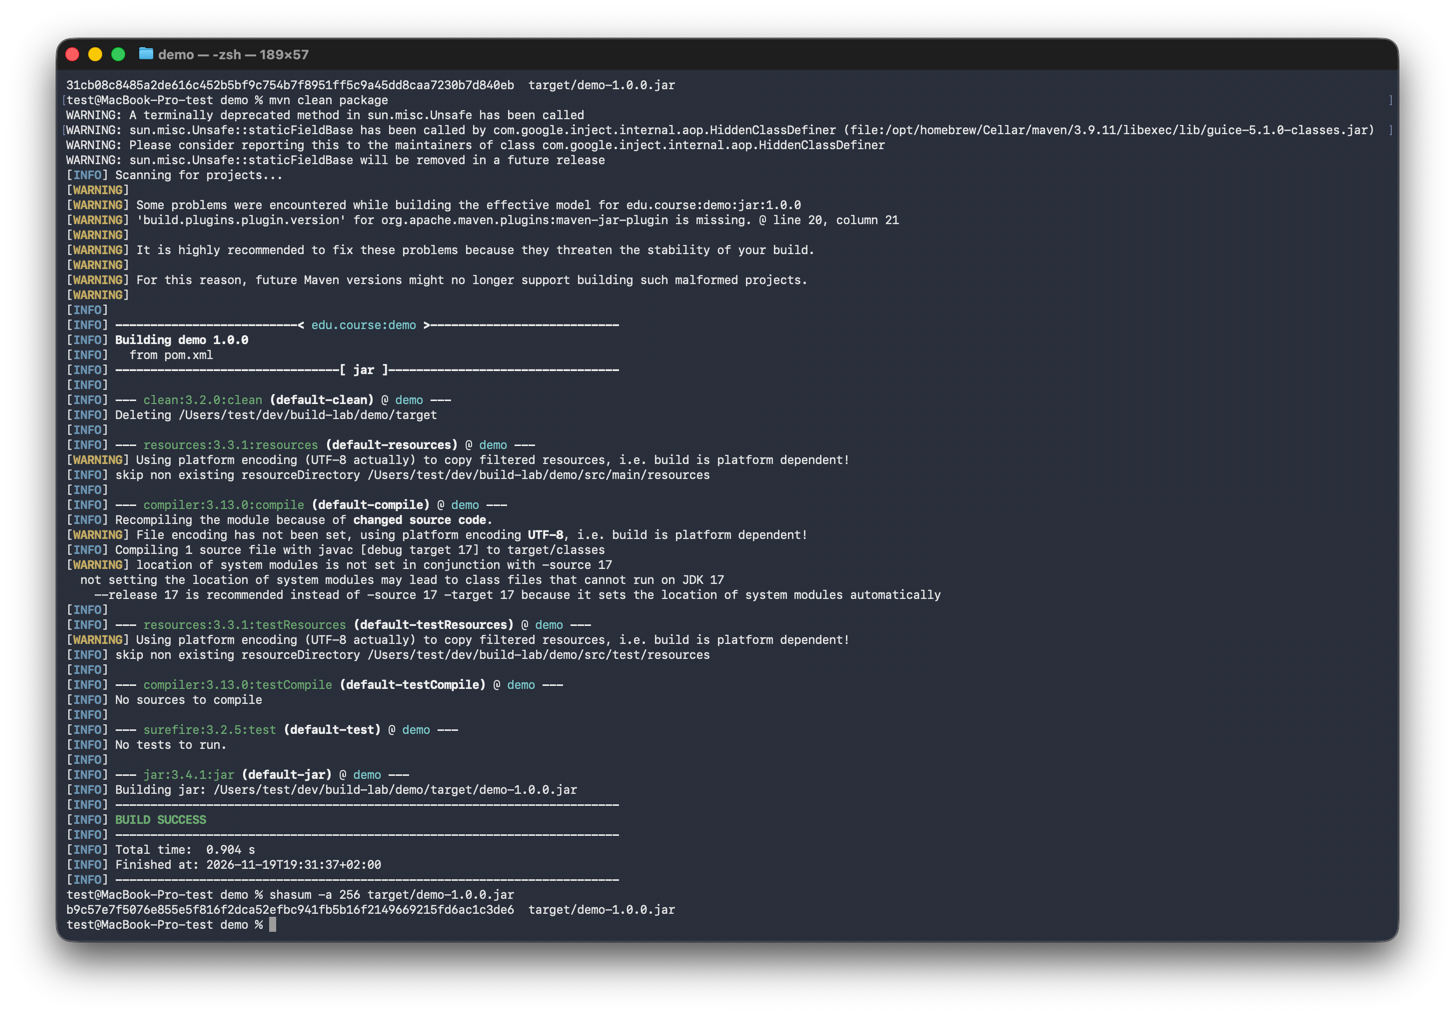 demo — -zsh — 189×57
31cb08c8485a2de616c452b5bf9c754b7f8951ff5c9a45dd8caa7230b7d840eb  target/demo-1.0.0.jar
[test@MacBook-Pro-test demo % mvn clean package ]
WARNING: A terminally deprecated method in sun.misc.Unsafe has been called
[WARNING: sun.misc.Unsafe::staticFieldBase has been called by com.google.inject.internal.aop.HiddenClassDefiner (file:/opt/homebrew/Cellar/maven/3.9.11/libexec/lib/guice-5.1.0-classes.jar) ]
WARNING: Please consider reporting this to the maintainers of class com.google.inject.internal.aop.HiddenClassDefiner
WARNING: sun.misc.Unsafe::staticFieldBase will be removed in a future release
[INFO] Scanning for projects...
[WARNING]
[WARNING] Some problems were encountered while building the effective model for edu.course:demo:jar:1.0.0
[WARNING] 'build.plugins.plugin.version' for org.apache.maven.plugins:maven-jar-plugin is missing. @ line 20, column 21
[WARNING]
[WARNING] It is highly recommended to fix these problems because they threaten the stability of your build.
[WARNING]
[WARNING] For this reason, future Maven versions might no longer support building such malformed projects.
[WARNING]
[INFO]
[INFO] --------------------------< edu.course:demo >---------------------------
[INFO] Building demo 1.0.0
[INFO]   from pom.xml
[INFO] --------------------------------[ jar ]---------------------------------
[INFO]
[INFO] --- clean:3.2.0:clean (default-clean) @ demo ---
[INFO] Deleting /Users/test/dev/build-lab/demo/target
[INFO]
[INFO] --- resources:3.3.1:resources (default-resources) @ demo ---
[WARNING] Using platform encoding (UTF-8 actually) to copy filtered resources, i.e. build is platform dependent!
[INFO] skip non existing resourceDirectory /Users/test/dev/build-lab/demo/src/main/resources
[INFO]
[INFO] --- compiler:3.13.0:compile (default-compile) @ demo ---
[INFO] Recompiling the module because of changed source code.
[WARNING] File encoding has not been set, using platform encoding UTF-8, i.e. build is platform dependent!
[INFO] Compiling 1 source file with javac [debug target 17] to target/classes
[WARNING] location of system modules is not set in conjunction with -source 17
  not setting the location of system modules may lead to class files that cannot run on JDK 17
    --release 17 is recommended instead of -source 17 -target 17 because it sets the location of system modules automatically
[INFO]
[INFO] --- resources:3.3.1:testResources (default-testResources) @ demo ---
[WARNING] Using platform encoding (UTF-8 actually) to copy filtered resources, i.e. build is platform dependent!
[INFO] skip non existing resourceDirectory /Users/test/dev/build-lab/demo/src/test/resources
[INFO]
[INFO] --- compiler:3.13.0:testCompile (default-testCompile) @ demo ---
[INFO] No sources to compile
[INFO]
[INFO] --- surefire:3.2.5:test (default-test) @ demo ---
[INFO] No tests to run.
[INFO]
[INFO] --- jar:3.4.1:jar (default-jar) @ demo ---
[INFO] Building jar: /Users/test/dev/build-lab/demo/target/demo-1.0.0.jar
[INFO] ------------------------------------------------------------------------
[INFO] BUILD SUCCESS
[INFO] ------------------------------------------------------------------------
[INFO] Total time:  0.904 s
[INFO] Finished at: 2026-11-19T19:31:37+02:00
[INFO] ------------------------------------------------------------------------
test@MacBook-Pro-test demo % shasum -a 256 target/demo-1.0.0.jar
b9c57e7f5076e855e5f816f2dca52efbc941fb5b16f2149669215fd6ac1c3de6  target/demo-1.0.0.jar
test@MacBook-Pro-test demo %